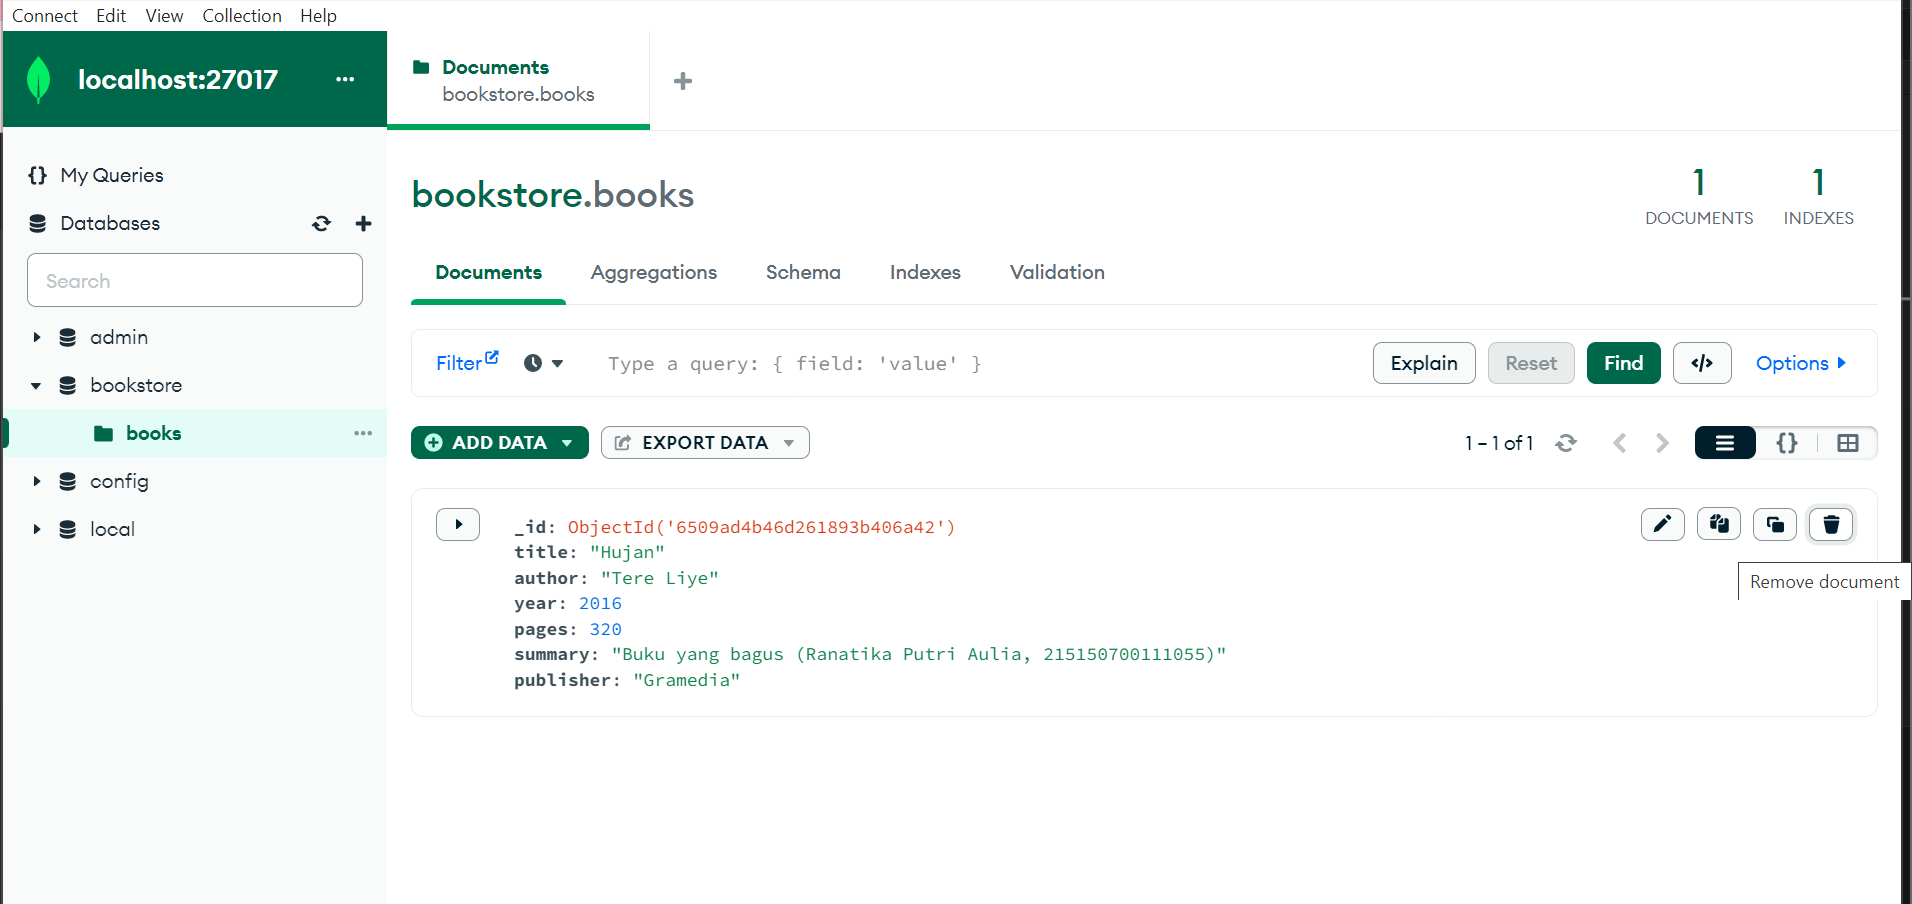 Connect Edit View Collection Help
localhost:27017
Documents
bookstore.books
My Queries
Databases
Search
admin
bookstore
books
config
local
bookstore.books
1
DOCUMENTS
1
INDEXES
Documents Aggregations Schema Indexes Validation
Filter Type a query: { field: 'value' } Explain Reset Find </> Options
ADD DATA EXPORT DATA 1 – 1 of 1 {}
_id: ObjectId('6509ad4b46d261893b406a42')
title: "Hujan"
author: "Tere Liye"
year: 2016
pages: 320
summary: "Buku yang bagus (Ranatika Putri Aulia, 215150700111055)"
publisher: "Gramedia"
Remove document